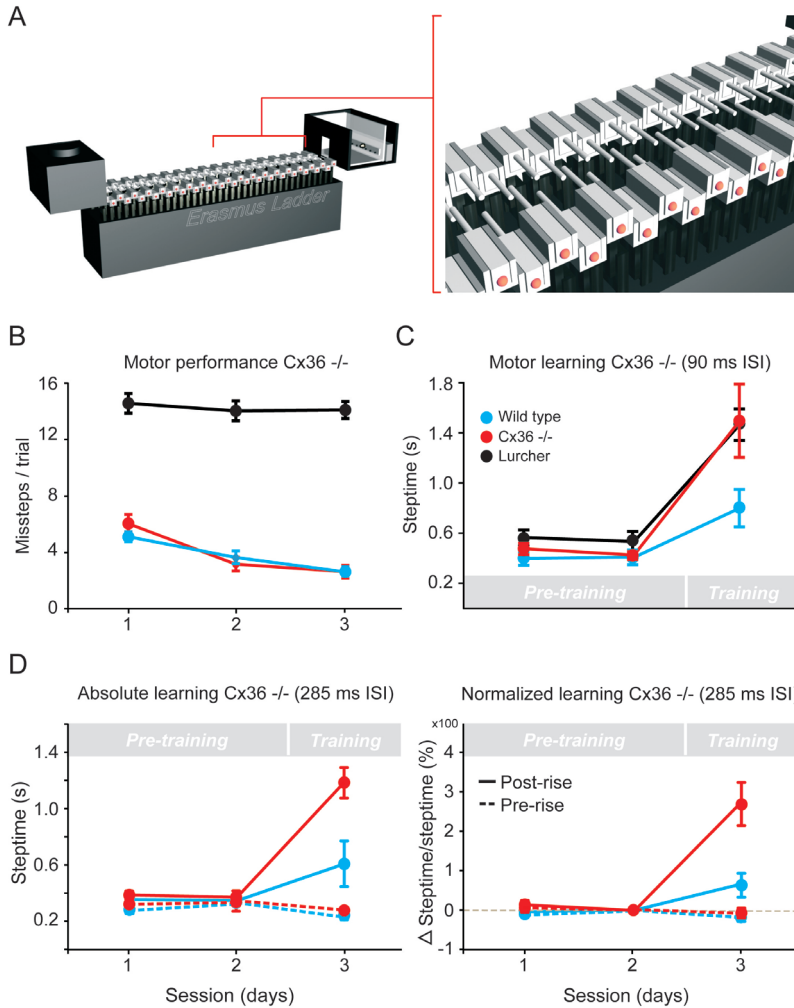 A
Erasmus Ladder
B
Motor performance Cx36 -/-
Missteps / trial
16
12
8
4
0
1
2
3
C
Motor learning Cx36 -/- (90 ms ISI)
Steptime (s)
1.8
1.4
1.0
0.6
0.2
Wild type
Cx36 -/-
Lurcher
Pre-training
Training
D
Absolute learning Cx36 -/- (285 ms ISI)
Steptime (s)
1.4
1.0
0.6
0.2
Pre-training
Training
1
2
3
Session (days)
Normalized learning Cx36 -/- (285 ms ISI
x100
Δ Steptime/steptime (%)
4
3
2
1
0
-1
Pre-training
Training
Post-rise
Pre-rise
1
2
3
Session (days)